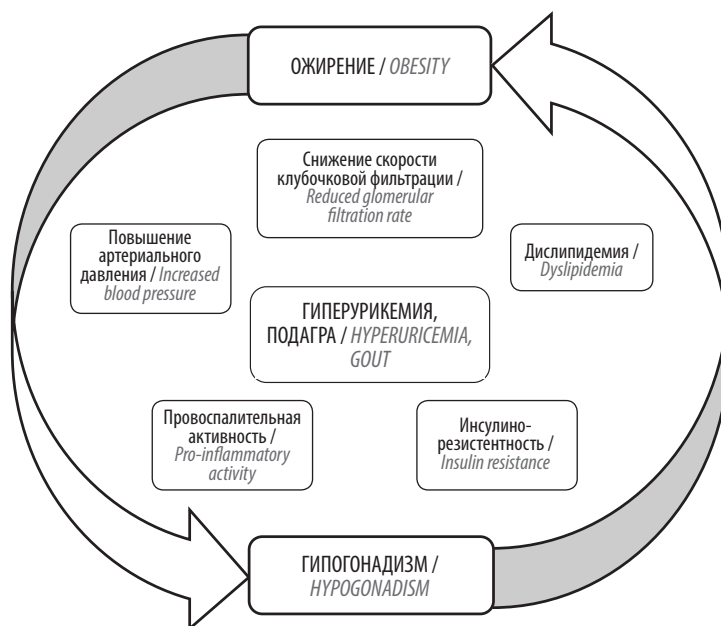 ОЖИРЕНИЕ / OBESITY
Снижение скорости
клубочковой фильтрации /
Reduced glomerular
filtration rate
Повышение
артериального
давления / Increased
blood pressure
Дислипидемия /
Dyslipidemia
ГИПЕРУРИКЕМИЯ,
ПОДАГРА / HYPERURICEMIA,
GOUT
Провоспалительная
активность /
Pro-inflammatory
activity
Инсулино-
резистентность /
Insulin resistance
ГИПОГОНАДИЗМ /
HYPOGONADISM